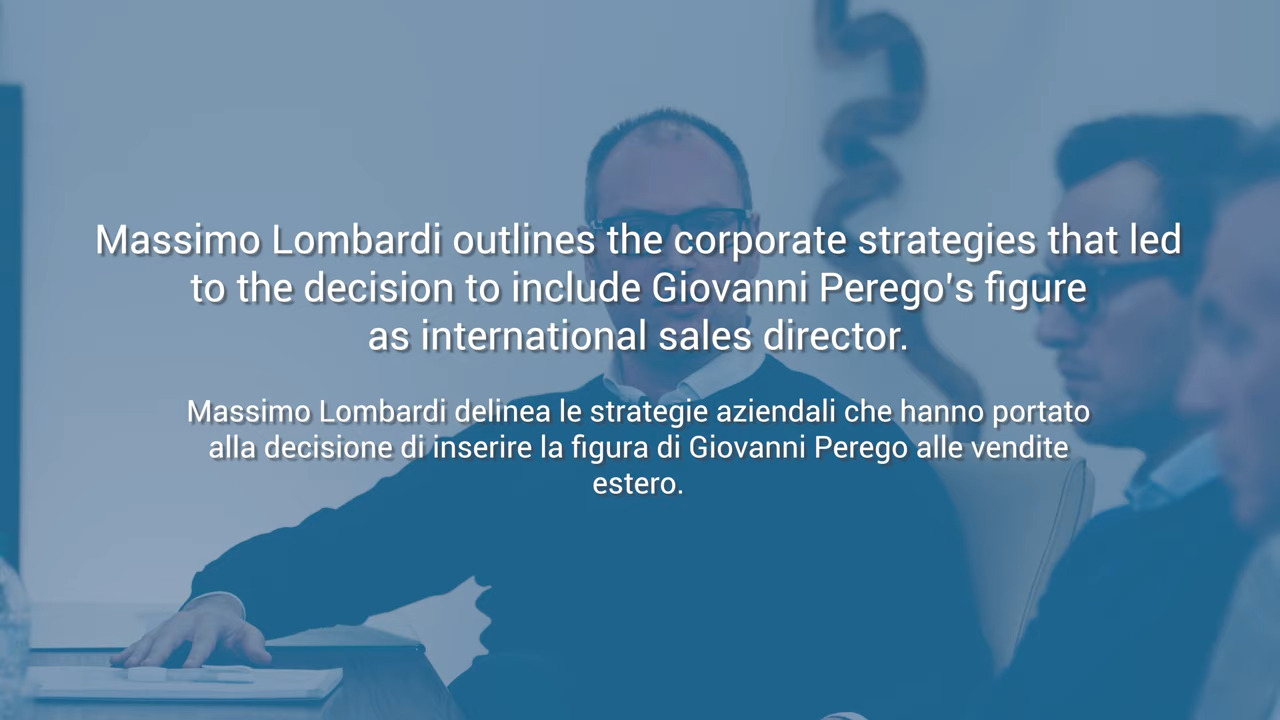 Massimo Lombardi outlines the corporate strategies that led
to the decision to include Giovanni Perego's figure
as international sales director.
Massimo Lombardi delinea le strategie aziendali che hanno portato
alla decisione di inserire la figura di Giovanni Perego alle vendite
estero.